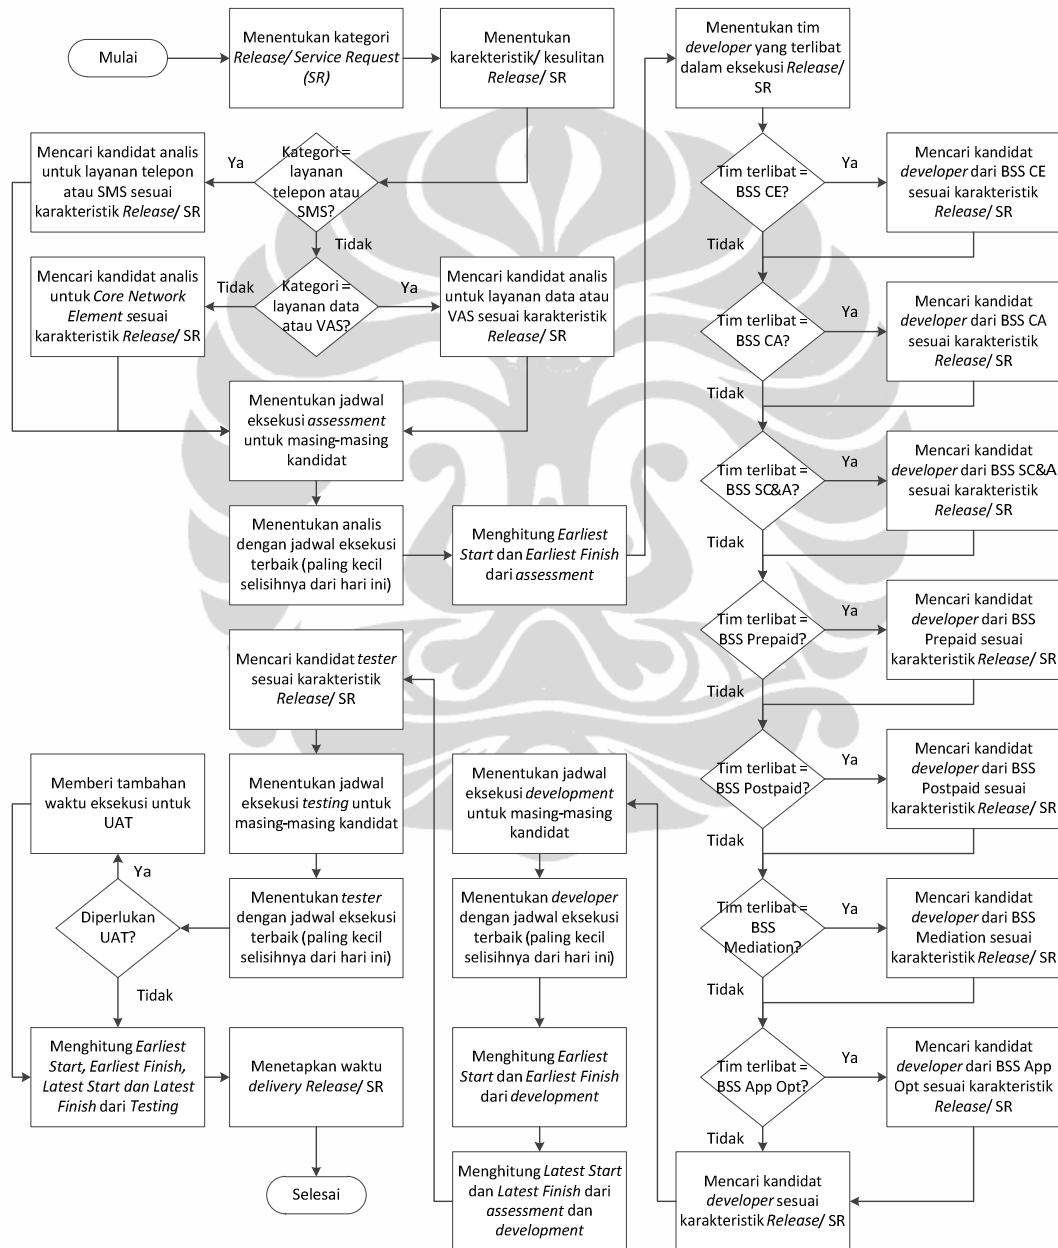 Mulai
Menentukan kategori
Release/ Service Request
(SR)
Menentukan
karekteristik/ kesulitan
Release/ SR
Menentukan tim
developer yang terlibat
dalam eksekusi Release/
SR
Kategori =
layanan
telepon atau
SMS?
Ya
Tidak
Mencari kandidat analis
untuk layanan telepon
atau SMS sesuai
karakteristik Release/ SR
Kategori =
layanan data
atau VAS?
Tidak
Ya
Mencari kandidat analis
untuk Core Network
Element sesuai
karakteristik Release/ SR
Mencari kandidat analis
untuk layanan data atau
VAS sesuai karakteristik
Release/ SR
Menentukan jadwal
eksekusi assessment
untuk masing-masing
kandidat
Menentukan analis
dengan jadwal eksekusi
terbaik (paling kecil
selisihnya dari hari ini)
Menghitung Earliest
Start dan Earliest Finish
dari assessment
Tim terlibat =
BSS CE?
Ya
Tidak
Mencari kandidat
developer dari BSS CE
sesuai karakteristik
Release/ SR
Tim terlibat =
BSS CA?
Ya
Tidak
Mencari kandidat
developer dari BSS CA
sesuai karakteristik
Release/ SR
Tim terlibat =
BSS SC&A?
Ya
Tidak
Mencari kandidat
developer dari BSS SC&A
sesuai karakteristik
Release/ SR
Tim terlibat =
BSS Prepaid?
Ya
Tidak
Mencari kandidat
developer dari BSS
Prepaid sesuai
karakteristik Release/ SR
Tim terlibat =
BSS Postpaid?
Ya
Tidak
Mencari kandidat
developer dari BSS
Postpaid sesuai
karakteristik Release/ SR
Tim terlibat =
BSS
Mediation?
Ya
Tidak
Mencari kandidat
developer dari BSS
Mediation sesuai
karakteristik Release/ SR
Tim terlibat =
BSS App Opt?
Ya
Tidak
Mencari kandidat
developer dari BSS App
Opt sesuai karakteristik
Release/ SR
Mencari kandidat
developer sesuai
karakteristik Release/ SR
Menentukan jadwal
eksekusi development
untuk masing-masing
kandidat
Menentukan developer
dengan jadwal eksekusi
terbaik (paling kecil
selisihnya dari hari ini)
Menghitung Earliest
Start dan Earliest Finish
dari development
Menghitung Latest Start
dan Latest Finish dari
assessment dan
development
Mencari kandidat tester
sesuai karakteristik
Release/ SR
Menentukan jadwal
eksekusi testing untuk
masing-masing kandidat
Menentukan tester
dengan jadwal eksekusi
terbaik (paling kecil
selisihnya dari hari ini)
Diperlukan
UAT?
Ya
Tidak
Memberi tambahan
waktu eksekusi untuk
UAT
Menghitung Earliest
Start, Earliest Finish,
Latest Start dan Latest
Finish dari Testing
Menetapkan waktu
delivery Release/ SR
Selesai